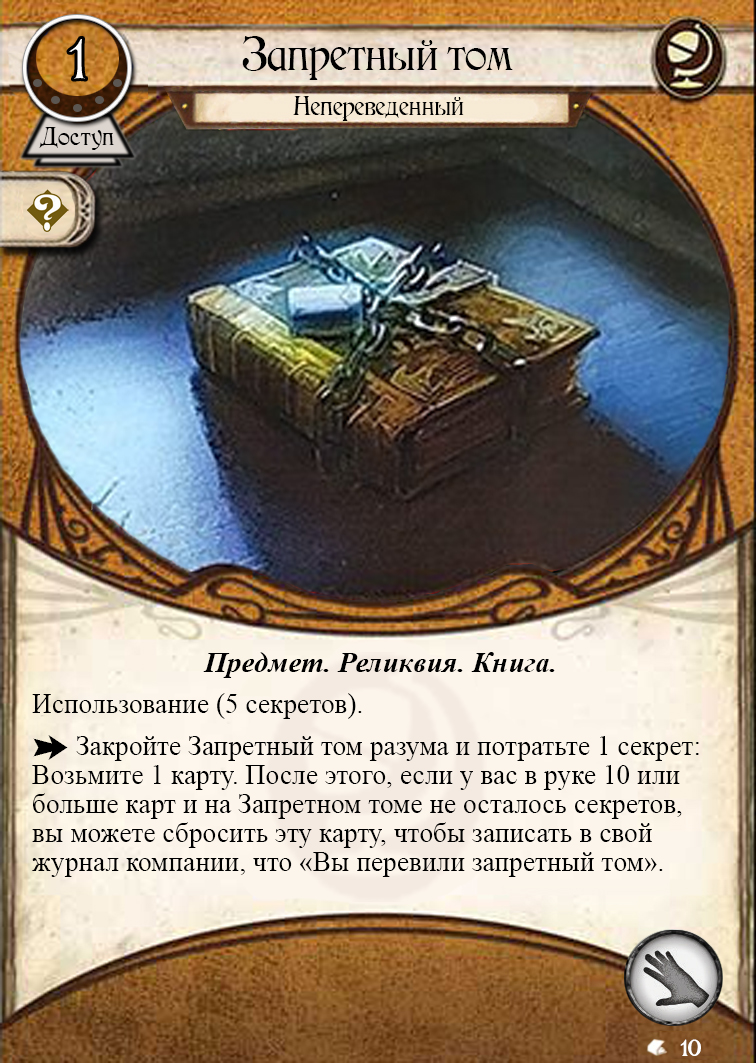 1
Запретный том
Непереведенный
Доступ
?
Предмет. Реликвия. Книга.
Использование (5 секретов).
Закройте Запретный том разума и потратьте 1 секрет:
Возьмите 1 карту. После этого, если у вас в руке 10 или
больше карт и на Запретном томе не осталось секретов,
вы можете сбросить эту карту, чтобы записать в свой
журнал компании, что «Вы перевили запретный том».
10